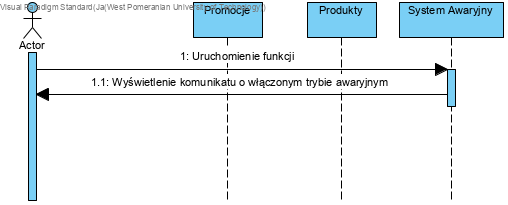 Visual Paradigm Standard(Ja(West Pomeranian University of Technology))
Promocje
Produkty
System Awaryjny
Actor
1: Uruchomienie funkcji
1.1: Wyświetlenie komunikatu o włączonym trybie awaryjnym